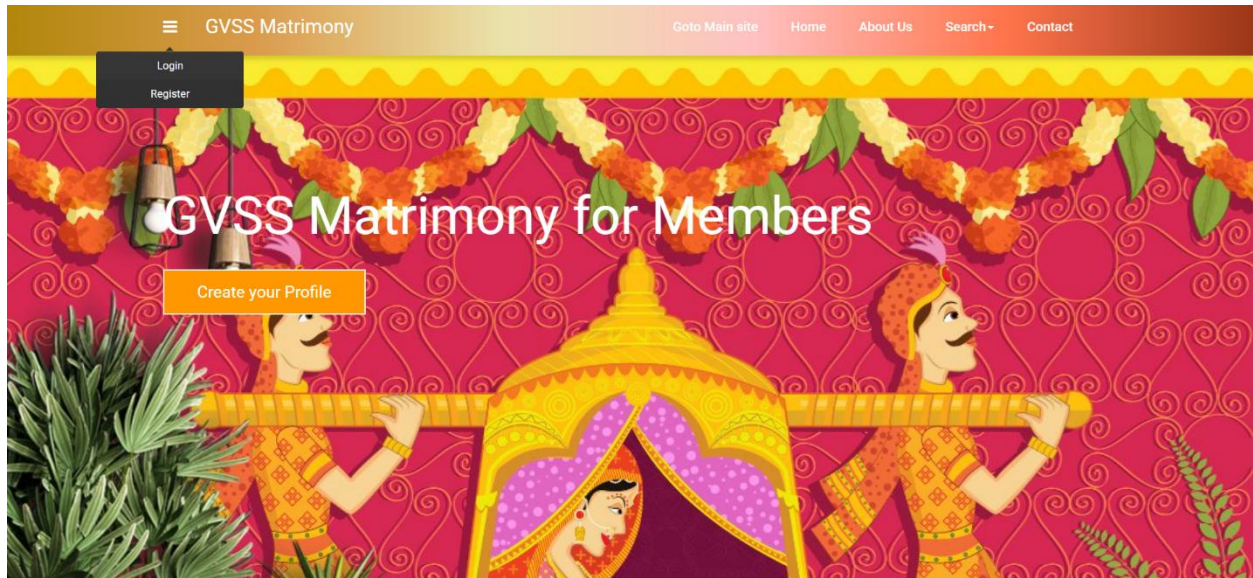 GVSS Matrimony
Goto Main site Home About Us Search Contact
Login
Register
GVSS Matrimony for Members
Create your Profile